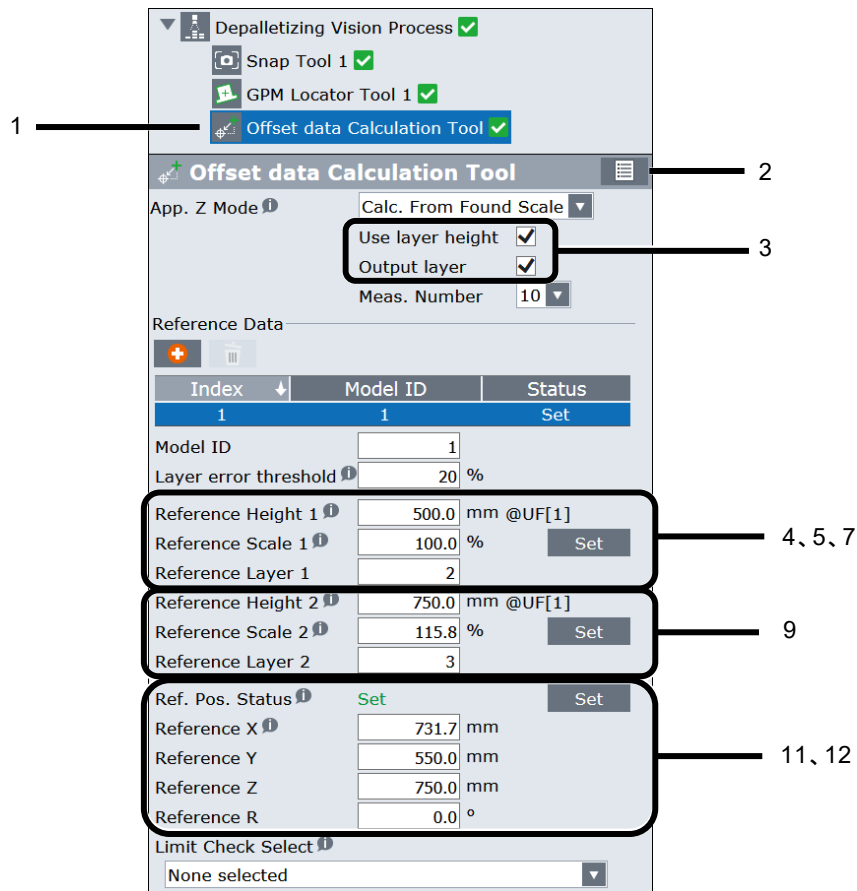 Depalletizing Vision Process
Snap Tool 1
GPM Locator Tool 1
1 Offset data Calculation Tool
Offset data Calculation Tool 2
App. Z Mode Calc. From Found Scale
Use layer height 3
Output layer
Meas. Number 10
Reference Data
Index Model ID Status
1 1 Set
Model ID 1
Layer error threshold 20 %
Reference Height 1 500.0 mm @UF[1]
Reference Scale 1 100.0 % Set 4、5、7
Reference Layer 1 2
Reference Height 2 750.0 mm @UF[1]
Reference Scale 2 115.8 % Set 9
Reference Layer 2 3
Ref. Pos. Status Set Set
Reference X 731.7 mm
Reference Y 550.0 mm 11、12
Reference Z 750.0 mm
Reference R 0.0 °
Limit Check Select
None selected